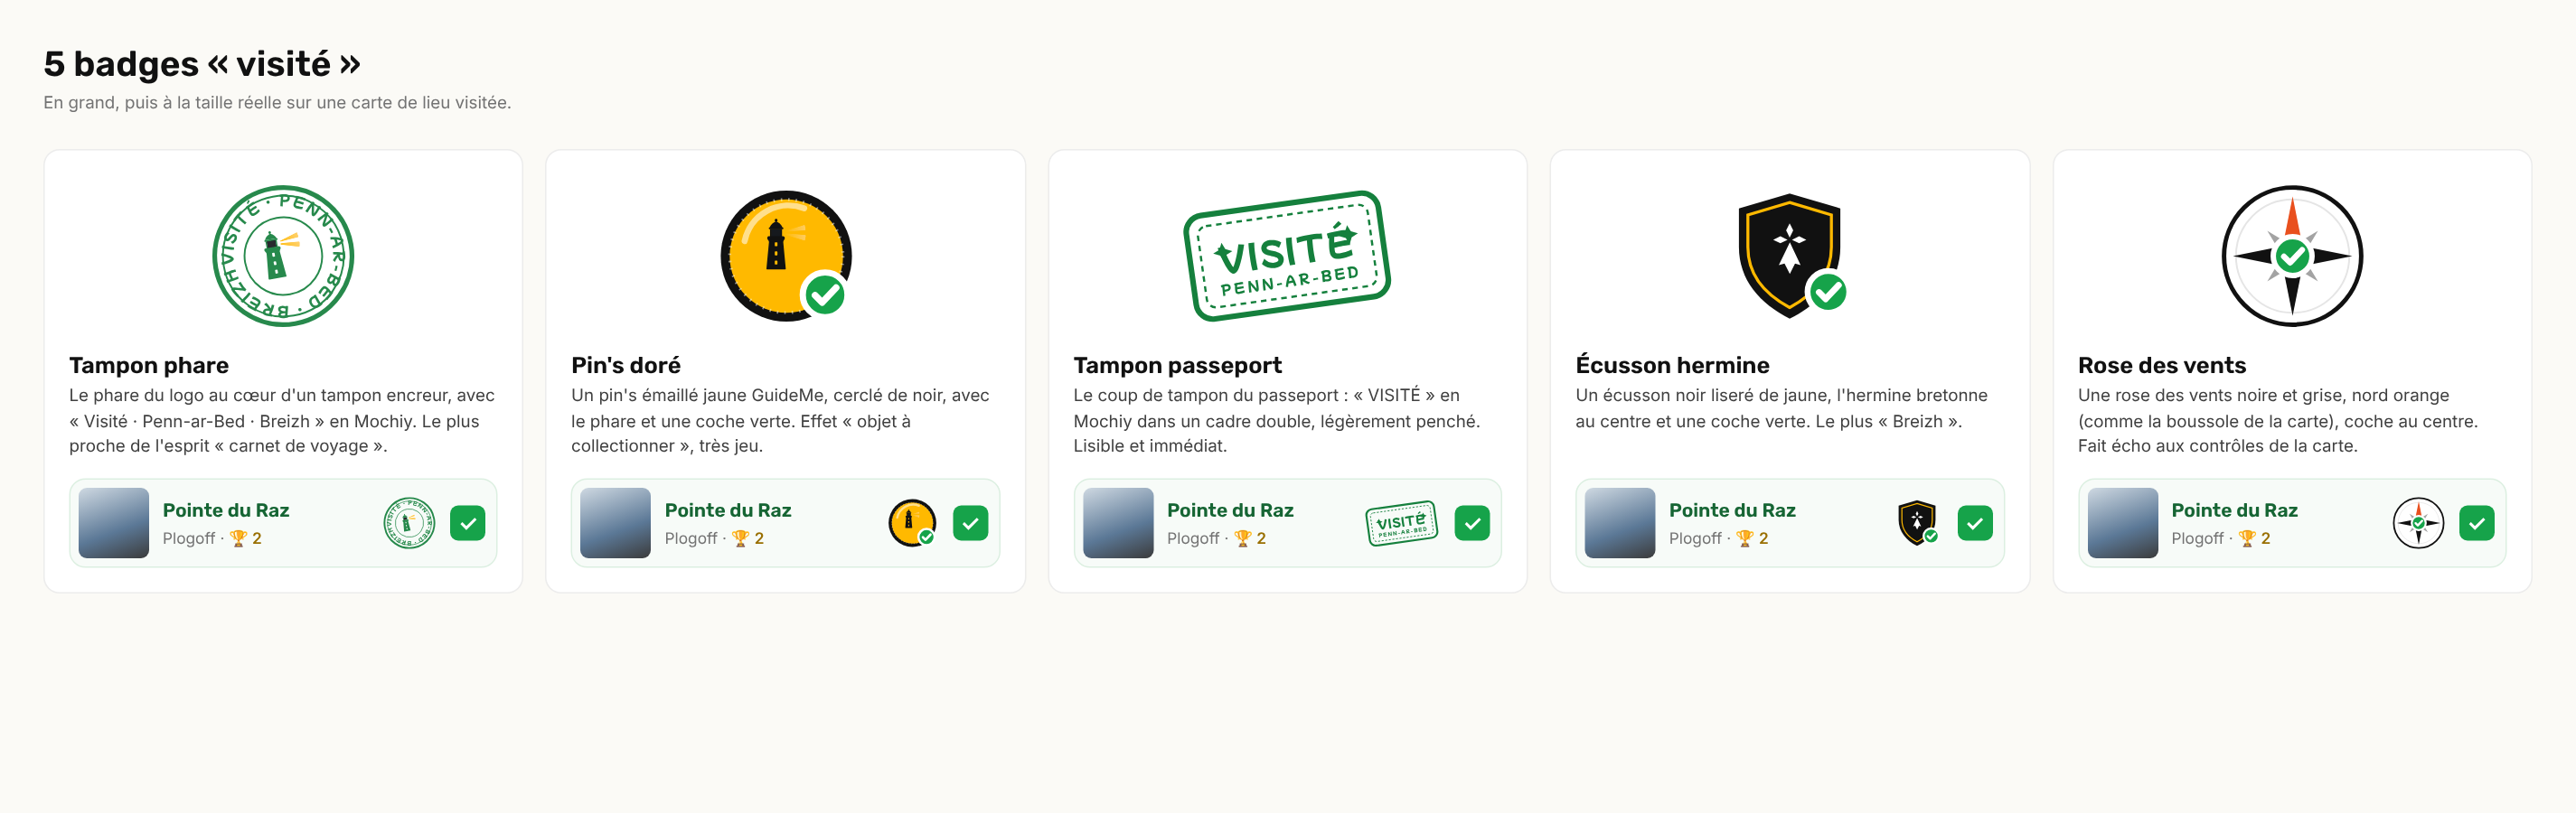 5 badges « visité »
En grand, puis à la taille réelle sur une carte de lieu visitée.
VISITÉ · PENN-AR-BED · BREIZH
Tampon phare
Le phare du logo au cœur d'un tampon encreur, avec
« Visité · Penn-ar-Bed · Breizh » en Mochiy. Le plus
proche de l'esprit « carnet de voyage ».
VISITÉ · PENN-AR-BED · BREIZH
Pointe du Raz
Plogoff · 🏆 2
Pin's doré
Un pin's émaillé jaune GuideMe, cerclé de noir, avec
le phare et une coche verte. Effet « objet à
collectionner », très jeu.
Pointe du Raz
Plogoff · 🏆 2
VISITÉ
PENN-AR-BED
Tampon passeport
Le coup de tampon du passeport : « VISITÉ » en
Mochiy dans un cadre double, légèrement penché.
Lisible et immédiat.
Pointe du Raz
Plogoff · 🏆 2
VISITÉ
PENN-AR-BED
Écusson hermine
Un écusson noir liseré de jaune, l'hermine bretonne
au centre et une coche verte. Le plus « Breizh ».
Pointe du Raz
Plogoff · 🏆 2
Rose des vents
Une rose des vents noire et grise, nord orange
(comme la boussole de la carte), coche au centre.
Fait écho aux contrôles de la carte.
Pointe du Raz
Plogoff · 🏆 2